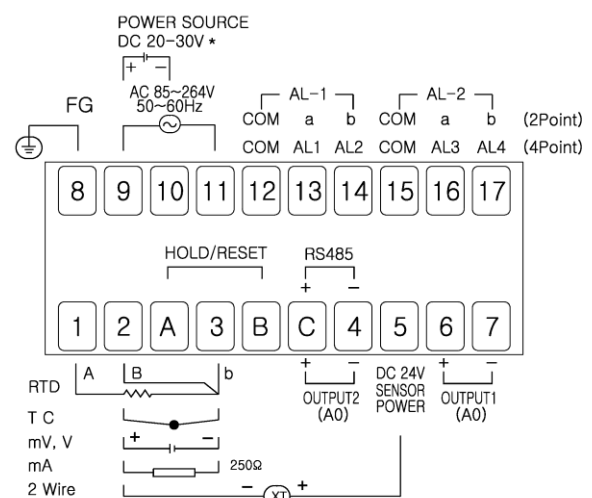 POWER SOURCE
DC 20-30V *
+ -
AC 85~264V
50~60Hz
FG
AL-1
AL-2
COM a b COM a b (2Point)
COM AL1 AL2 COM AL3 AL4 (4Point)
8 9 10 11 12 13 14 15 16 17
HOLD/RESET
RS485
+ -
1 2 A 3 B C 4 5 6 7
A B b
+ -
OUTPUT2
(A0)
DC 24V
SENSOR
POWER
+ -
OUTPUT1
(A0)
RTD
T C
mV, V + -
mA 250Ω
2 Wire - XT +